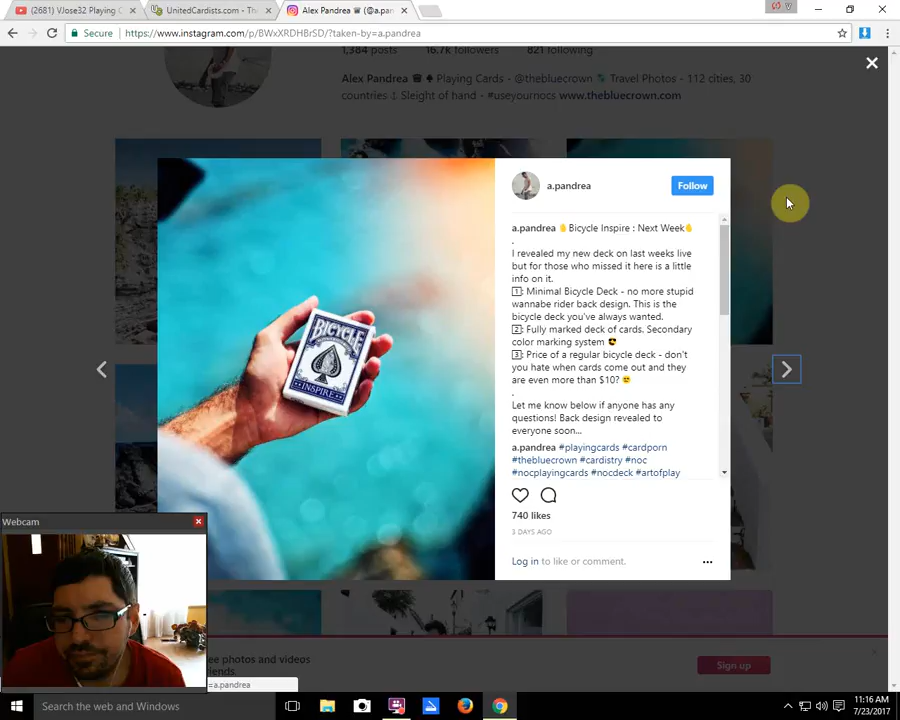 (2681) VJose32 Playing C
UnitedCardists.com - Th
Alex Pandrea ♛ (@a.pan
Secure
https://www.instagram.com/p/BWxXRDHBrSD/?taken-by=a.pandrea
1,384 posts 16.7k followers 821 following
Alex Pandrea ♛ ♠ Playing Cards - @thebluecrown Travel Photos - 112 cities, 30
countries Sleight of hand - #useyournocs www.thebluecrown.com
BICYCLE
INSPIRE
a.pandrea
Follow
a.pandrea ✋Bicycle Inspire : Next Week✋
.
I revealed my new deck on last weeks live
but for those who missed it here is a little
info on it.
1️⃣: Minimal Bicycle Deck - no more stupid
wannabe rider back design. This is the
bicycle deck you've always wanted.
2️⃣: Fully marked deck of cards. Secondary
color marking system 😎
3️⃣: Price of a regular bicycle deck - don't
you hate when cards come out and they
are even more than $10? 😕
.
Let me know below if anyone has any
questions! Back design revealed to
everyone soon...
a.pandrea #playingcards #cardporn
#thebluecrown #cardistry #noc
#nocplayingcards #nocdeck #artofplay
740 likes
3 DAYS AGO
Log in to like or comment.
Webcam
ee photos and videos
iends.
Sign up
=a.pandrea
Search the web and Windows
11:16 AM
7/23/2017